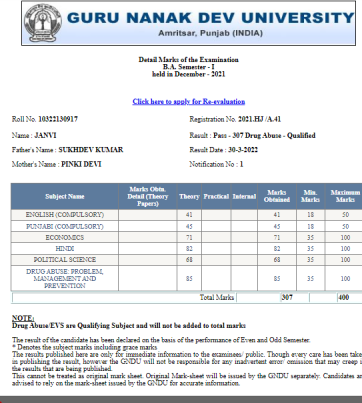 GURU NANAK DEV UNIVERSITY
Amritsar, Punjab (INDIA)
Detail Marks of the Examination
B.A. Semester - I
held in December - 2021
Click here to apply for Re-evaluation
Roll No. 10322130917 Registration No. 2021.HJ /A.41
Name : JANVI Result : Pass - 307 Drug Abuse - Qualified
Father's Name : SUKHDEV KUMAR Result Date : 30-3-2022
Mother's Name : PINKI DEVI Notification No : 1
Subject Name Marks Obtn. Detail (Theory Papers) Theory Practical Internal Marks Obtained Min. Marks Maximum Marks
ENGLISH (COMPULSORY) 41 41 18 50
PUNJABI (COMPULSORY) 45 45 18 50
ECONOMICS 71 71 35 100
HINDI 82 82 35 100
POLITICAL SCIENCE 68 68 35 100
DRUG ABUSE: PROBLEM, MANAGEMENT AND PREVENTION 85 85 35 100
Total Marks 307 400
NOTE:
Drug Abuse/EVS are Qualifying Subject and will not be added to total marks
The result of the candidate has been declared on the basis of the performance of Even and Odd Semester.
* Denotes the subject marks including grace marks
The results published here are only for immediate information to the examinees/ public. Though every care has been take
in publishing the result, however the GNDU will not be responsible for any inadvertent error/ omission that may creep i
the results that are being published.
This cannot be treated as original mark sheet. Original Mark-sheet will be issued by the GNDU separately. Candidates ar
advised to rely on the mark-sheet issued by the GNDU for accurate information.